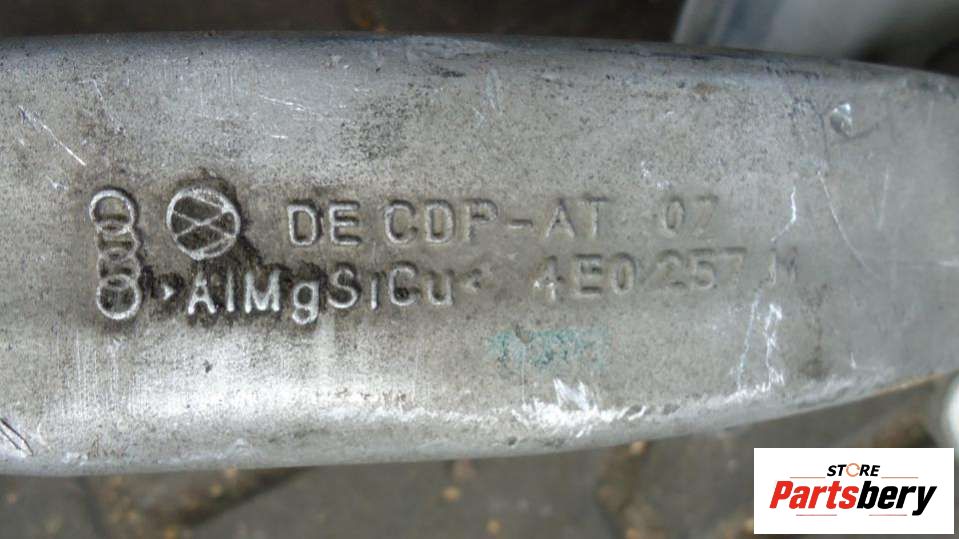 DE CDP-AT 07
>AlMgSiCu< 4E0 257
STORE
Partsbery